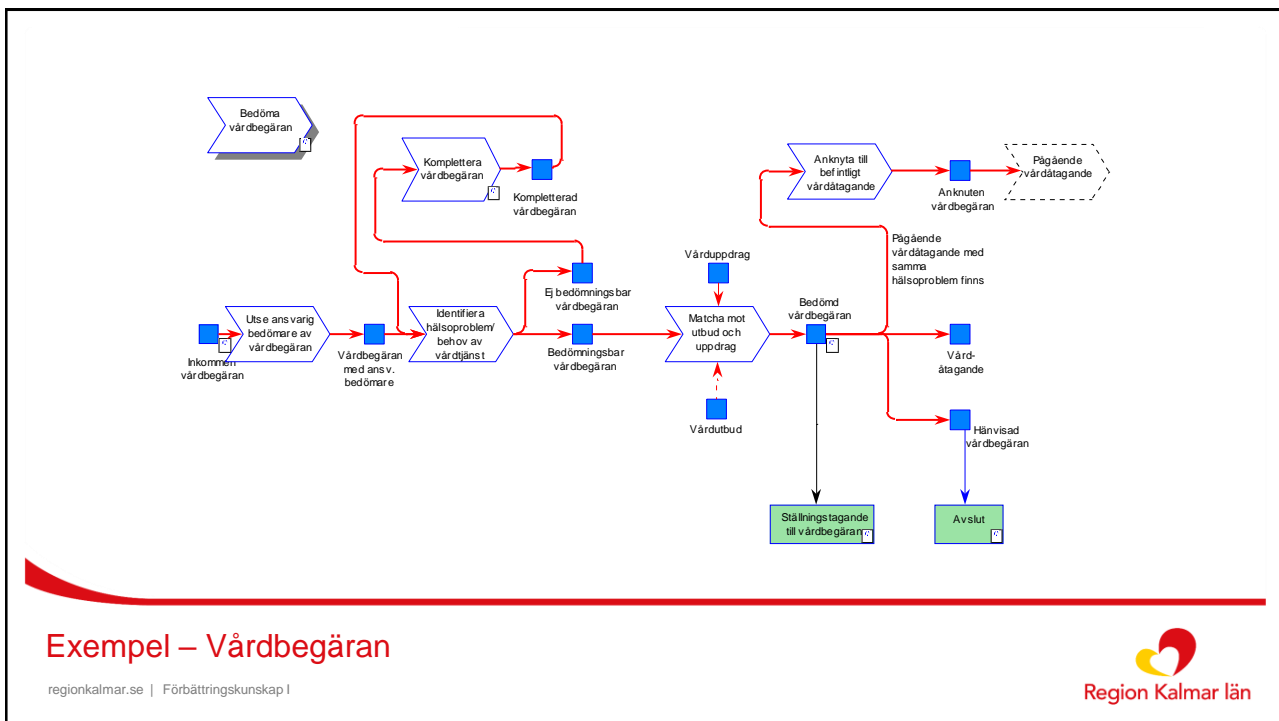 Bedöma
vårdbegäran
Komplettera
vårdbegäran
Kompletterad
vårdbegäran
Anknyta till
befintligt
vårdåtagande
Anknuten
vårdbegäran
Pågående
vårdåtagande
Pågående
vårdåtagande med
samma
hälsoproblem finns
Vårduppdrag
Ej bedömningsbar
vårdbegäran
Inkommen
vårdbegäran
Utse ansvarig
bedömare av
vårdbegäran
Vårdbegäran
med ansv.
bedömare
Identifiera
hälsoproblem/
behov av
vårdtjänst
Bedömningsbar
vårdbegäran
Matcha mot
utbud och
uppdrag
Bedömd
vårdbegäran
Vård-
åtagande
Vårdutbud
Hänvisad
vårdbegäran
Ställningstagande
till vårdbegäran
Avslut
Exempel – Vårdbegäran
regionkalmar.se | Förbättringskunskap I
Region Kalmar län